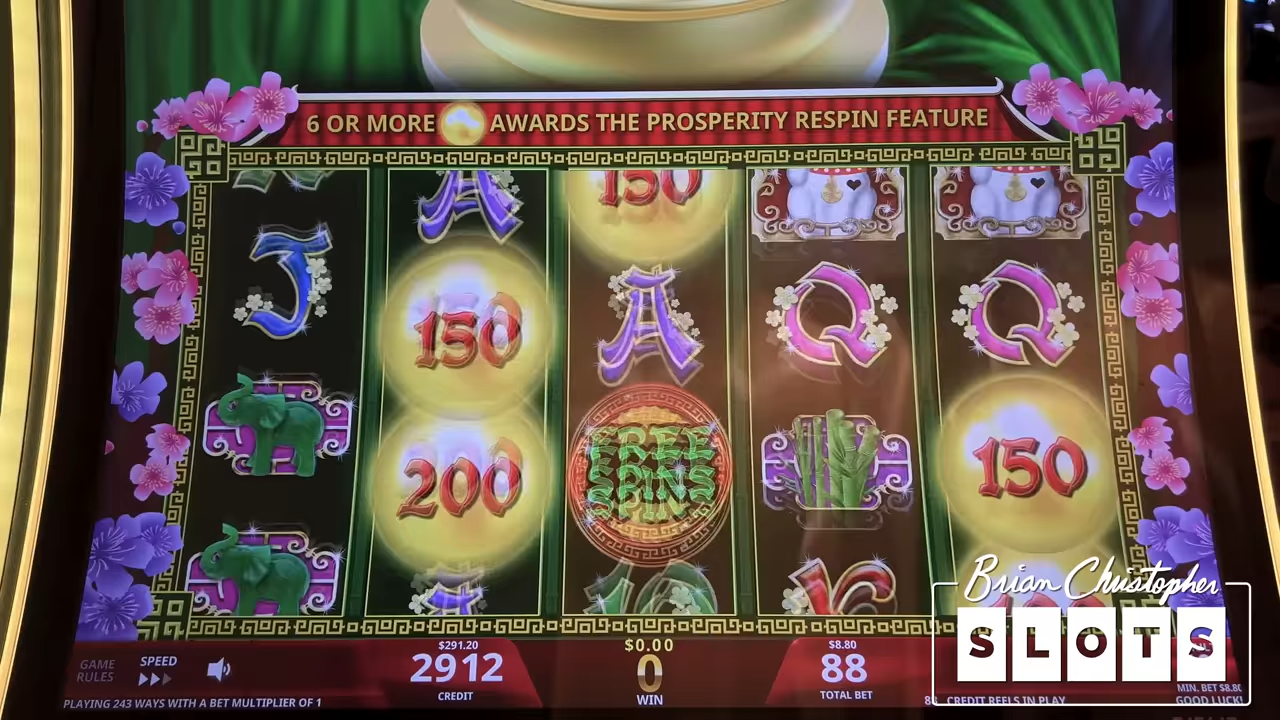 6 OR MORE AWARDS THE PROSPERITY RESPIN FEATURE
150
A
J
150
A
Q
Q
200
FREE
SPINS
150
Brian Christopher
SLOTS
GAME
RULES
SPEED
$291.20
2912
CREDIT
$0.00
0
WIN
$8.80
88
TOTAL BET
PLAYING 243 WAYS WITH A BET MULTIPLIER OF 1
CREDIT REELS IN PLAY
MIN. BET $8.80
GOOD LUCK!